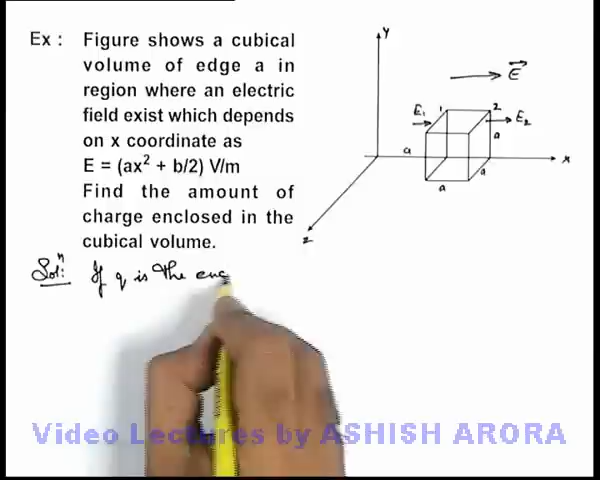 Ex : Figure shows a cubical
volume of edge a in
region where an electric
field exist which depends
on x coordinate as
E = (ax² + b/2) V/m
Find the amount of
charge enclosed in the
cubical volume.
Solⁿ: If q is the enc
Y
E⃗
E₁ 1 2
E₂
a a
x
a a
z
Video Lectures by ASHISH ARORA